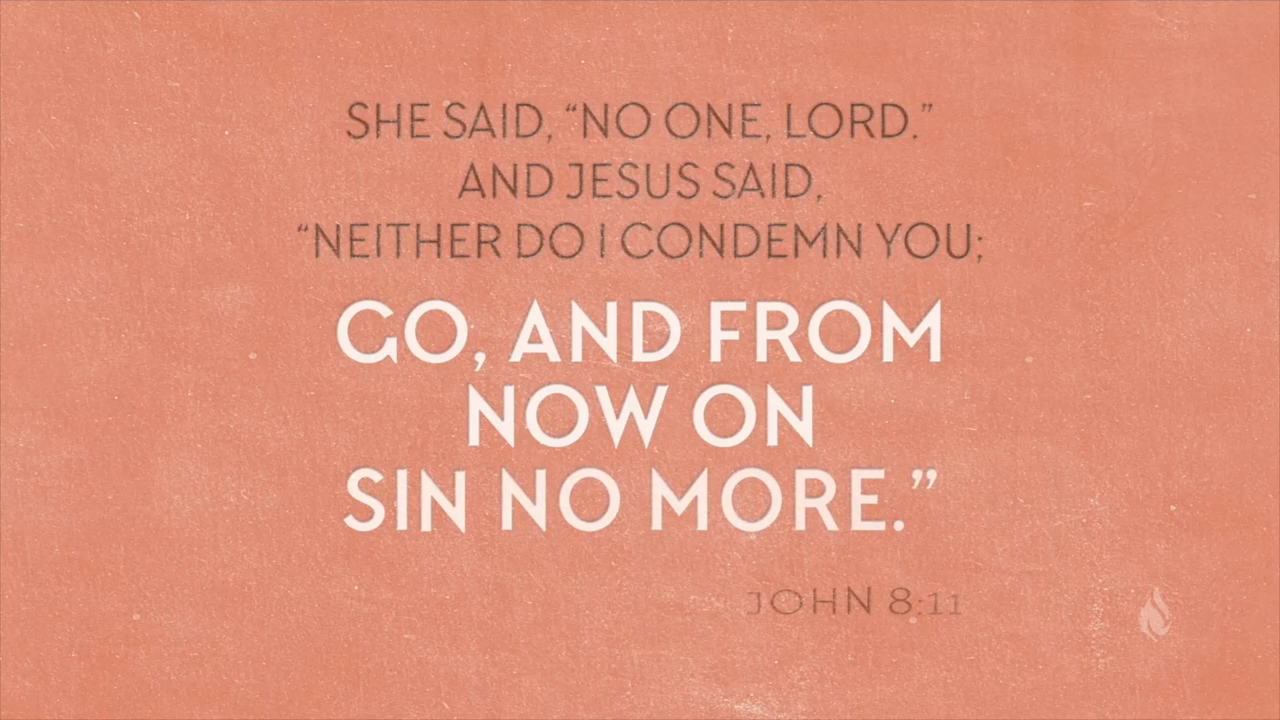 SHE SAID, “NO ONE, LORD.”
AND JESUS SAID,
“NEITHER DO I CONDEMN YOU;
GO, AND FROM
NOW ON
SIN NO MORE.”
JOHN 8:11